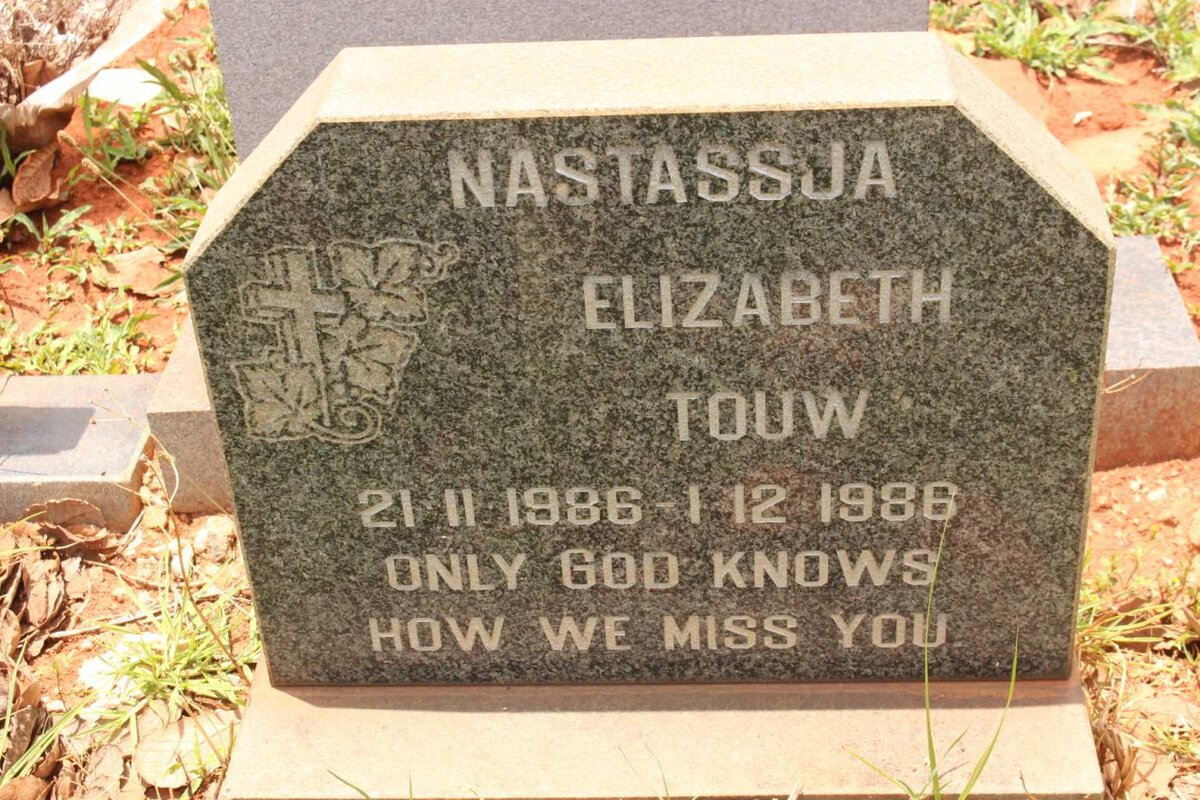 NASTASSJA
ELIZABETH
TOUW
21 11 1986 - 1 12 1986
ONLY GOD KNOWS
HOW WE MISS YOU